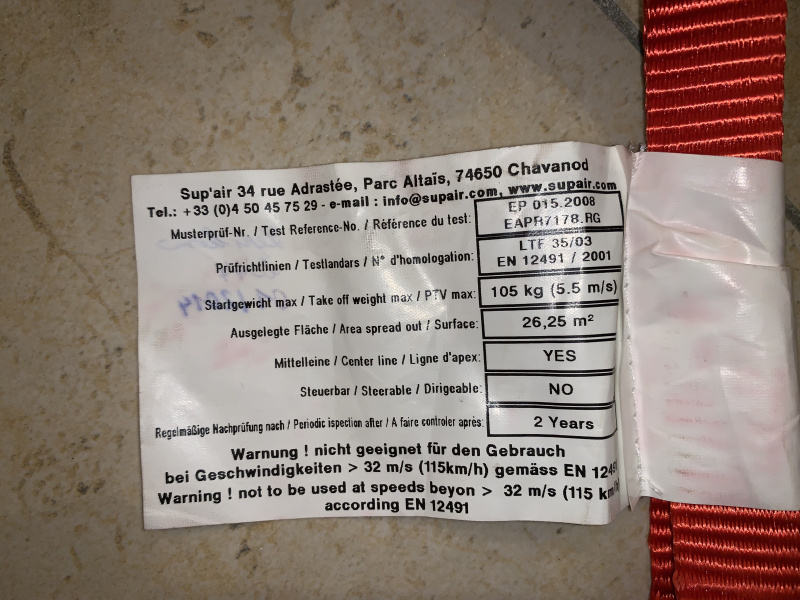 Sup'air 34 rue Adrastée, Parc Altaïs, 74650 Chavanod
Tel.: +33 (0)4 50 45 75 29 - e-mail : info@supair.com, www.supair.com
Musterprüf-Nr. / Test Reference-No. / Référence du test: EP 015.2008
EAPR7178.RG
Prüfrichtlinien / Testlandars / N° d'homologation: LTF 35/03
EN 12491 / 2001
Startgewicht max / Take off weight max / PTV max: 105 kg (5.5 m/s)
Ausgelegte Fläche / Area spread out / Surface: 26,25 m²
Mittelleine / Center line / Ligne d'apex: YES
Steuerbar / Steerable / Dirigeable: NO
Regelmäßige Nachprüfung nach / Periodic ispection after / A faire controler après: 2 Years
Warnung ! nicht geeignet für den Gebrauch
bei Geschwindigkeiten > 32 m/s (115km/h) gemäss EN 12491
Warning ! not to be used at speeds beyon > 32 m/s (115 km/h)
according EN 12491